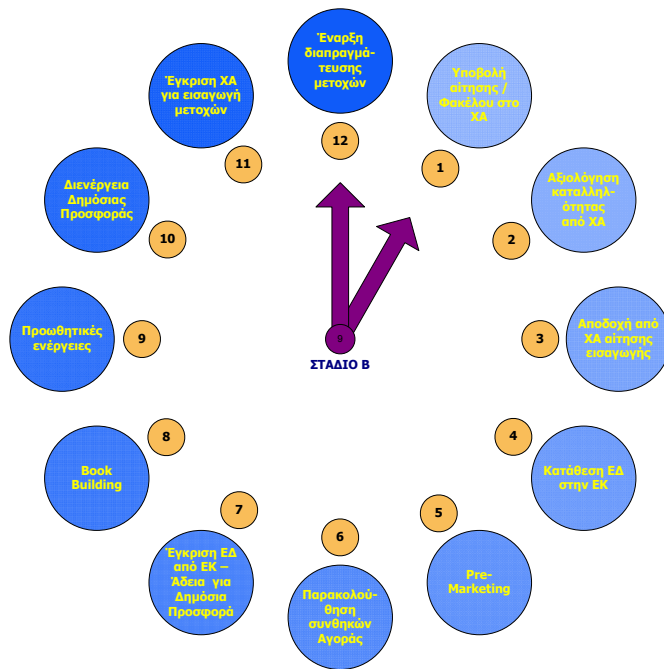 Έναρξη
διαπραγμά-
τευσης
μετοχών
12
Υποβολή
αίτησης /
Φακέλου στο
ΧΑ
1
Αξιολόγηση
καταλληλ-
ότητας
από ΧΑ
2
Αποδοχή από
ΧΑ αίτησης
εισαγωγής
3
Κατάθεση ΕΔ
στην ΕΚ
4
Pre-
Marketing
5
Παρακολού-
θηση
συνθηκών
Αγοράς
6
Έγκριση ΕΔ
από ΕΚ –
Άδεια για
Δημόσια
Προσφορά
7
Book
Building
8
Προωθητικές
ενέργειες
9
Διενέργεια
Δημόσιας
Προσφοράς
10
Έγκριση ΧΑ
για εισαγωγή
μετοχών
11
9
ΣΤΑΔΙΟ Β